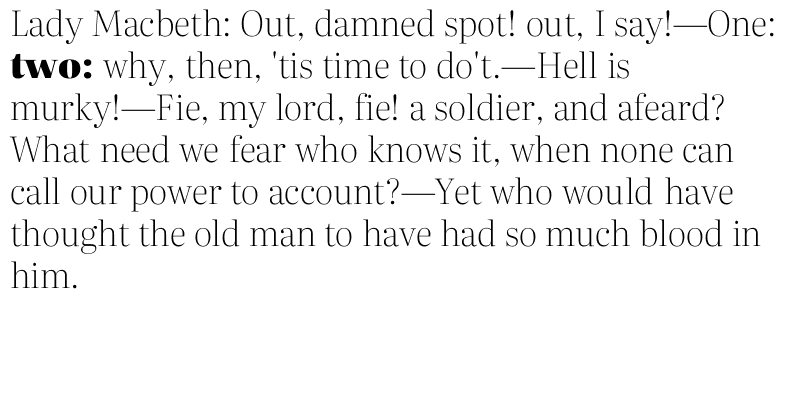 Lady Macbeth: Out, damned spot! out, I say!—One:
two: why, then, 'tis time to do't.—Hell is
murky!—Fie, my lord, fie! a soldier, and afeard?
What need we fear who knows it, when none can
call our power to account?—Yet who would have
thought the old man to have had so much blood in
him.